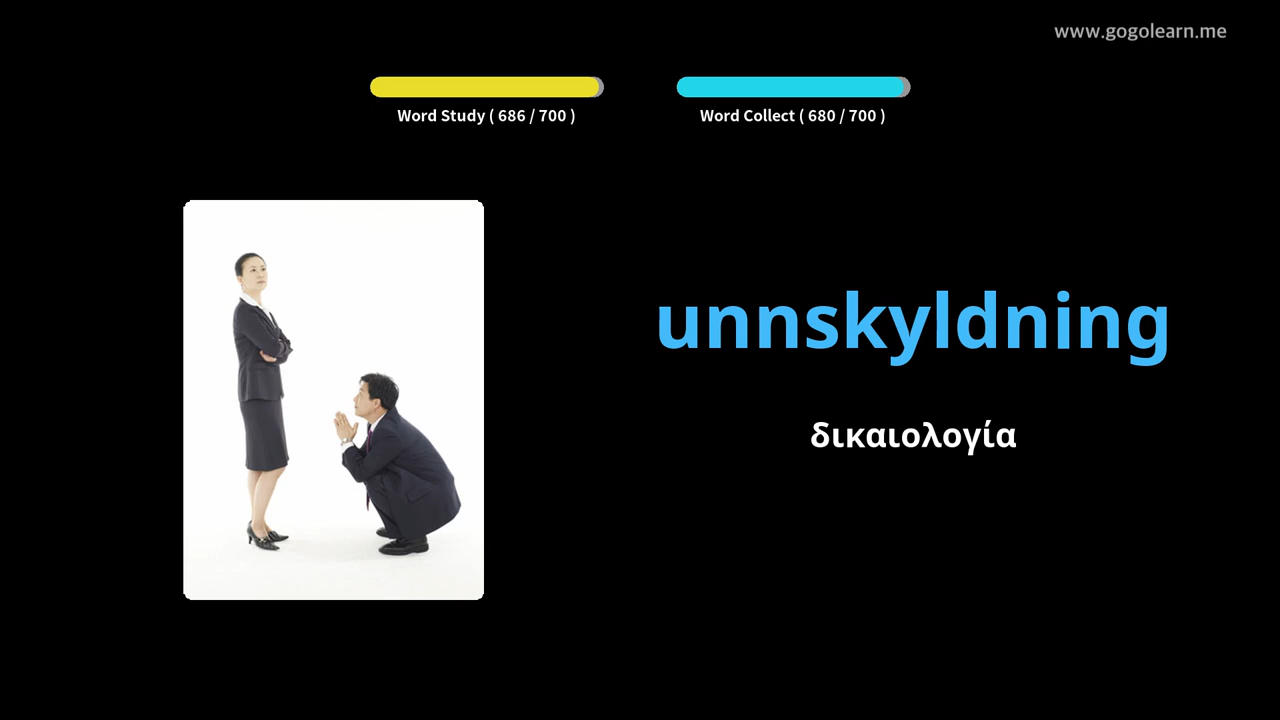 www.gogolearn.me
Word Study ( 686 / 700 )
Word Collect ( 680 / 700 )
unnskyldning
δικαιολογία